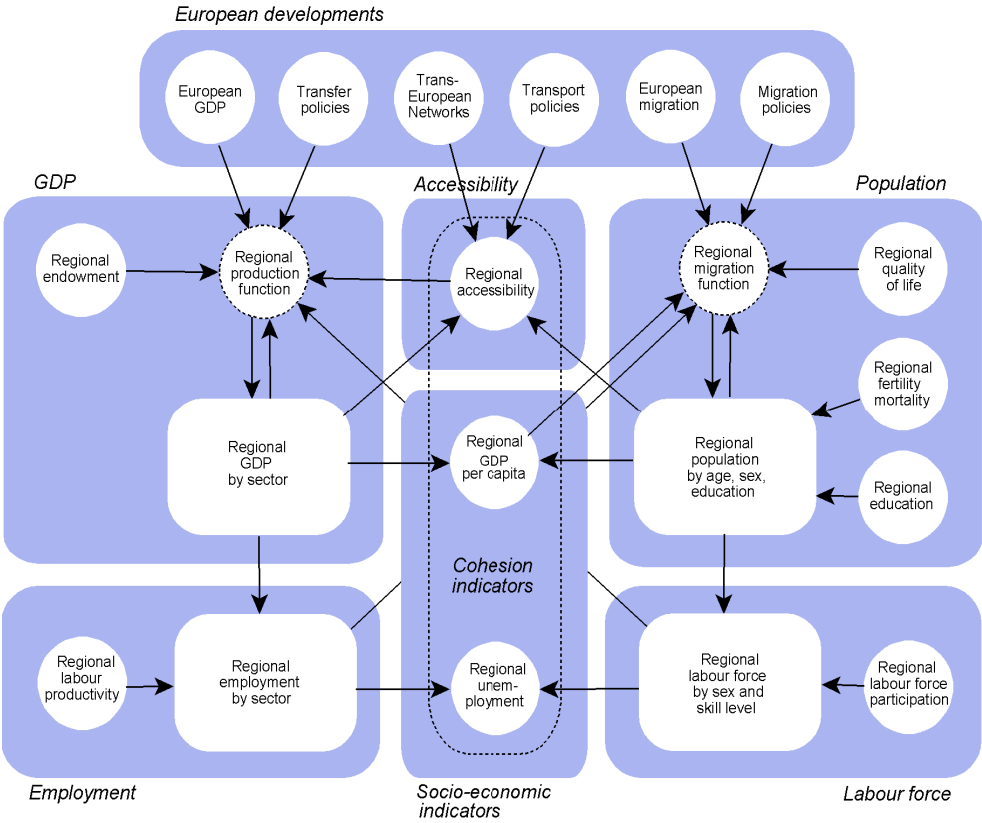 European developments
European
GDP
Transfer
policies
Trans-
European
Networks
Transport
policies
European
migration
Migration
policies
GDP
Accessibility
Population
Regional
endowment
Regional
production
function
Regional
accessibility
Regional
migration
function
Regional
quality
of life
Regional
fertility
mortality
Regional
GDP
by sector
Regional
GDP
per capita
Regional
population
by age, sex,
education
Regional
education
Cohesion
indicators
Regional
labour
productivity
Regional
employment
by sector
Regional
unem-
ployment
Regional
labour force
by sex and
skill level
Regional
labour force
participation
Employment
Socio-economic
indicators
Labour force